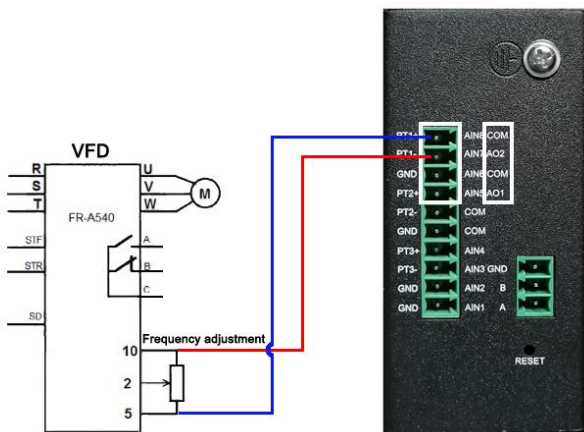 VFD
R
S
T
U
V
W
M
FR-A540
STF
STR
SD
A
B
C
10
2
5
Frequency adjustment
PT1+
PT1-
GND
PT2+
PT2-
GND
PT3+
PT3-
GND
GND
AIN8 COM
AIN7 AO2
AIN6 COM
AIN5 AO1
COM
COM
AIN4
AIN3
AIN2
AIN1
GND
B
A
RESET